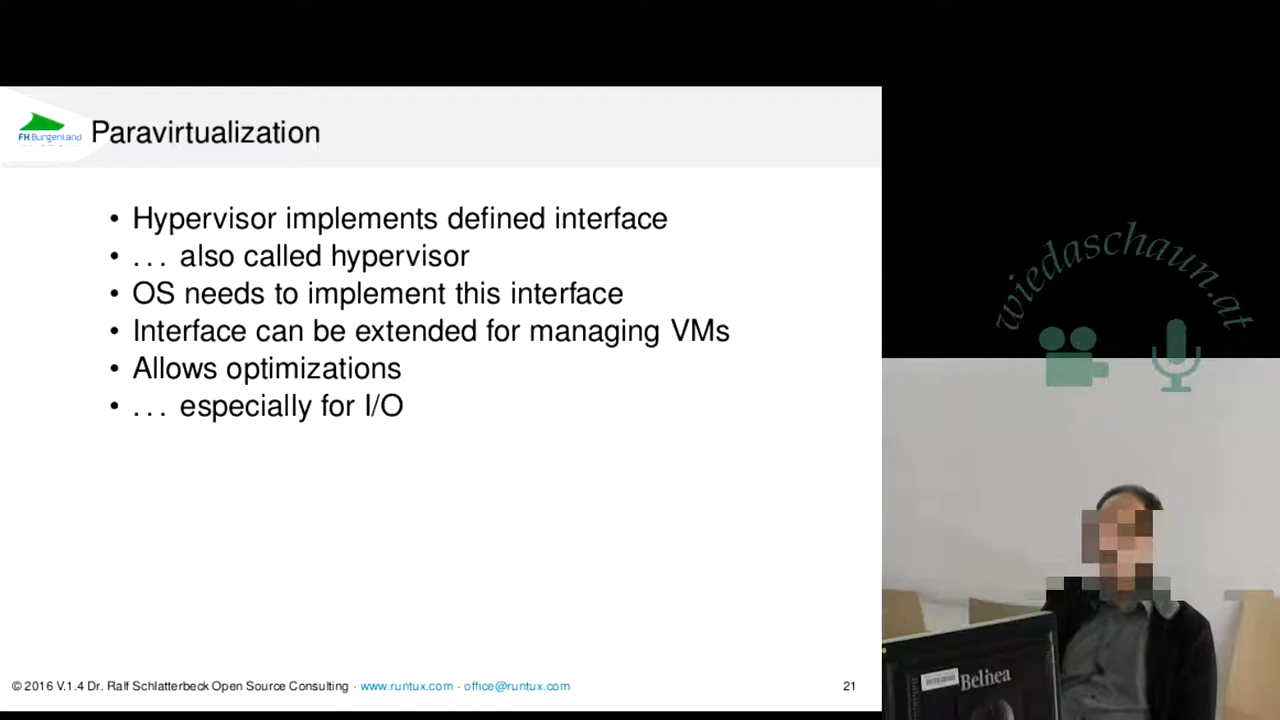 FH Burgenland
Paravirtualization
• Hypervisor implements defined interface
• ... also called hypervisor
• OS needs to implement this interface
• Interface can be extended for managing VMs
• Allows optimizations
• ... especially for I/O
© 2016 V.1.4 Dr. Ralf Schlatterbeck Open Source Consulting · www.runtux.com · office@runtux.com
21
wiedaschaun.at
Belinea